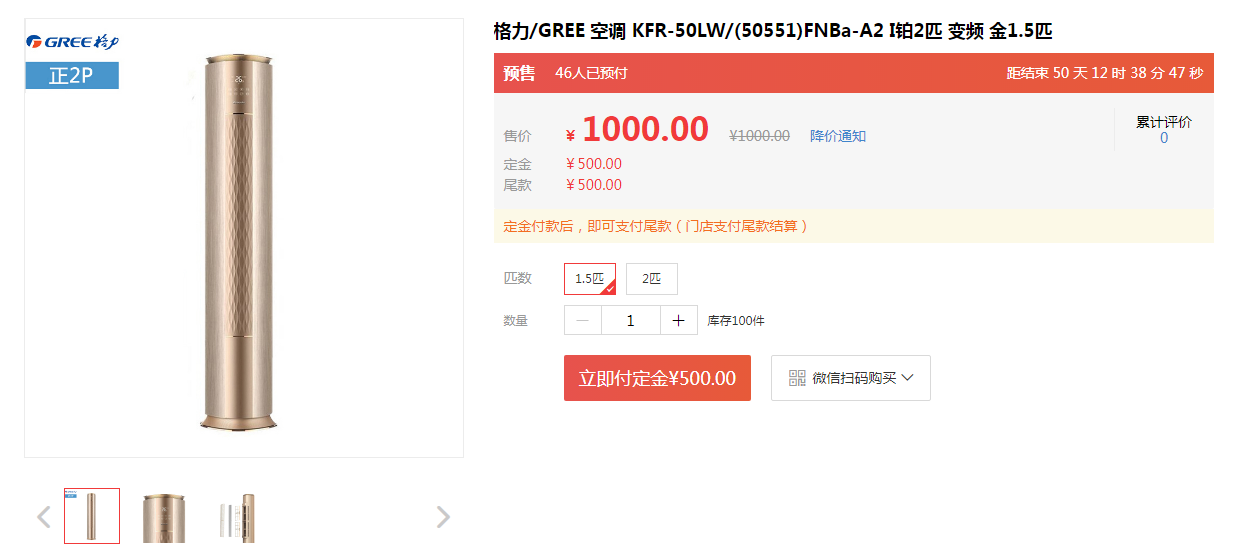 格力/GREE 空调 KFR-50LW/(50551)FNBa-A2 I铂2匹 变频 金1.5匹
GREE格力
正2P
预售 46人已预付 距结束 50 天 12 时 38 分 47 秒
售价 ¥ 1000.00 ¥1000.00 降价通知
累计评价
0
定金 ¥ 500.00
尾款 ¥ 500.00
定金付款后，即可支付尾款（门店支付尾款结算）
匹数 1.5匹 2匹
数量 1 库存100件
立即付定金¥500.00 微信扫码购买